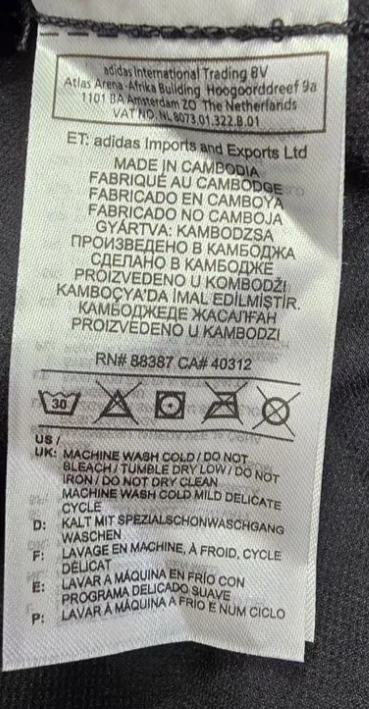 adidas International Trading BV
Atlas Arena-Afrika Building Hoogoorddreef 9a
1101 BA Amsterdam ZO The Netherlands
VAT NO. NL 8073.01.322.B.01
ET: adidas Imports and Exports Ltd
MADE IN CAMBODIA
FABRIQUÉ AU CAMBODGE
FABRICADO EN CAMBOYA
FABRICADO NO CAMBOJA
GYÁRTVA: KAMBODZSA
ПРОИЗВЕДЕНО В КАМБОДЖА
СДЕЛАНО В КАМБОДЖЕ
PROIZVEDENO U KOMBODŽI
KAMBOÇYA'DA İMAL EDİLMİŞTİR.
КАМБОДЖЕДЕ ЖАСАЛҒАН
PROIZVEDENO U KAMBODZI
RN# 88387 CA# 40312
30
US /
UK: MACHINE WASH COLD / DO NOT
BLEACH / TUMBLE DRY LOW / DO NOT
IRON / DO NOT DRY CLEAN
MACHINE WASH COLD MILD DELICATE
CYCLE
D: KALT MIT SPEZIALSCHONWASCHGANG
WASCHEN
F: LAVAGE EN MACHINE, À FROID, CYCLE
DÉLICAT
E: LAVAR A MÁQUINA EN FRÍO CON
PROGRAMA DELICADO SUAVE
P: LAVAR À MÁQUINA A FRIO E NUM CICLO